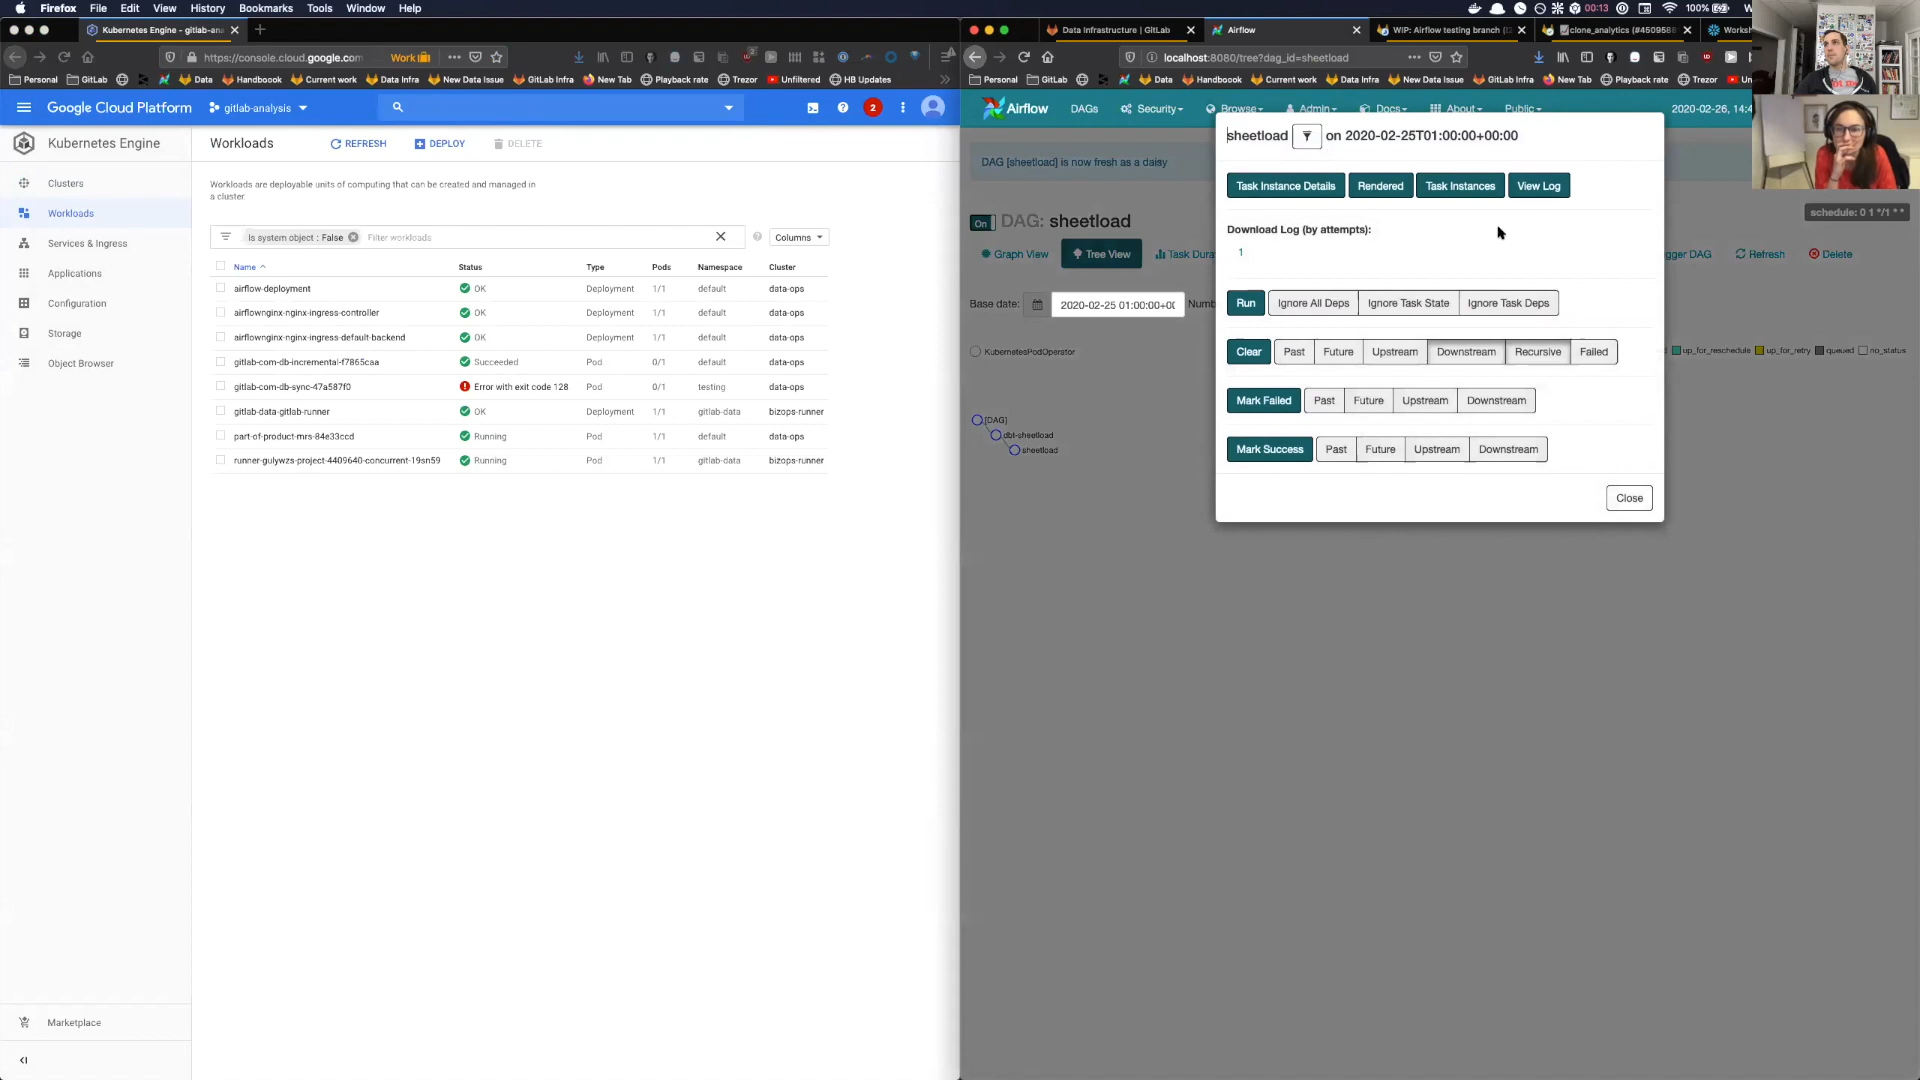 Firefox File Edit View History Bookmarks Tools Window Help
00:13 100%
Kubernetes Engine - gitlab-ana
https://console.cloud.google.com
Work
Personal GitLab Data Handbook Current work Data Infra New Data Issue GitLab Infra New Tab Playback rate Trezor Unfiltered HB Updates
Google Cloud Platform gitlab-analysis 2
Kubernetes Engine
Clusters
Workloads
Services & Ingress
Applications
Configuration
Storage
Object Browser
Marketplace
Workloads REFRESH DEPLOY DELETE
Workloads are deployable units of computing that can be created and managed in
a cluster.
Is system object : False Filter workloads Columns
Name Status Type Pods Namespace Cluster
airflow-deployment OK Deployment 1/1 default data-ops
airflownginx-nginx-ingress-controller OK Deployment 1/1 default data-ops
airflownginx-nginx-ingress-default-backend OK Deployment 1/1 default data-ops
gitlab-com-db-incremental-f7865caa Succeeded Pod 0/1 default data-ops
gitlab-com-db-sync-47a587f0 Error with exit code 128 Pod 0/1 testing data-ops
gitlab-data-gitlab-runner OK Deployment 1/1 gitlab-data bizops-runner
part-of-product-mrs-84e33ccd Running Pod 1/1 default data-ops
runner-gulywzs-project-4409640-concurrent-19sn59 Running Pod 1/1 gitlab-data bizops-runner
Data Infrastructure | GitLab Airflow WIP: Airflow testing branch clone_analytics (#4509588
localhost:8080/tree?dag_id=sheetload
Personal GitLab Data Handbook Current work Data Infra New Data Issue GitLab Infra New Tab Playback rate Trezor
Airflow DAGs Security Browse Admin Docs About Public 2020-02-26, 14:4
DAG [sheetload] is now fresh as a daisy
On DAG: sheetload
schedule: 0 1 */1 * *
Graph View Tree View Task Dura gger DAG Refresh Delete
Base date: 2020-02-25 01:00:00+00 Numb
KubernetesPodOperator
up_for_reschedule up_for_retry queued no_status
[DAG]
dbt-sheetload
sheetload
sheetload on 2020-02-25T01:00:00+00:00
Task Instance Details Rendered Task Instances View Log
Download Log (by attempts):
1
Run Ignore All Deps Ignore Task State Ignore Task Deps
Clear Past Future Upstream Downstream Recursive Failed
Mark Failed Past Future Upstream Downstream
Mark Success Past Future Upstream Downstream
Close